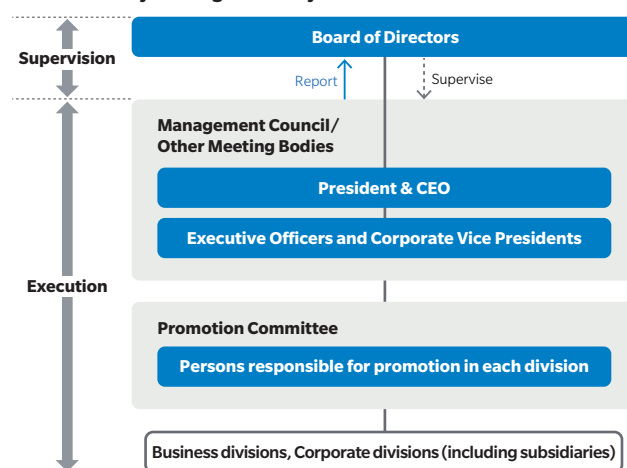 Board of Directors
Supervision
Report
Supervise
Management Council/
Other Meeting Bodies
President & CEO
Executive Officers and Corporate Vice Presidents
Execution
Promotion Committee
Persons responsible for promotion in each division
Business divisions, Corporate divisions (including subsidiaries)